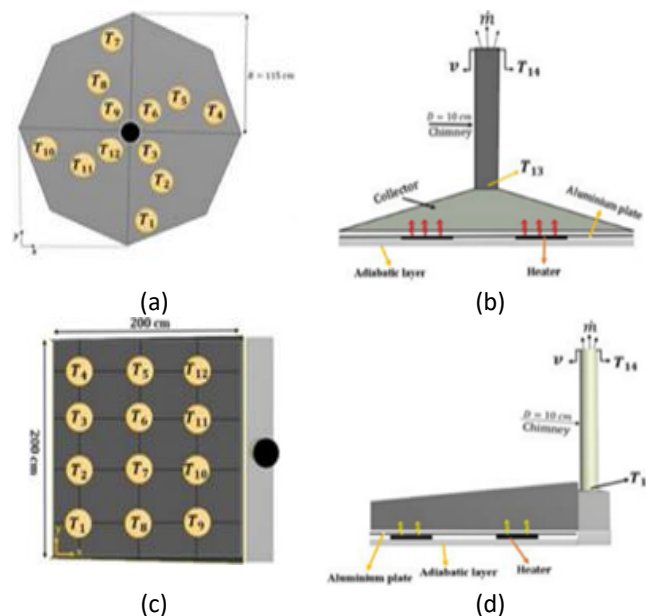 T7
T8
T5
T9
T6
T4
R = 115 cm
T10
T12
T3
T11
T2
T1
y
x
(a)
ṁ
v
T14
D = 10 cm
Chimney
T13
Collector
Aluminium plate
Adiabatic layer
Heater
(b)
200 cm
200 cm
T4
T5
T12
T3
T6
T11
T2
T7
T10
T1
T8
T9
y
x
(c)
ṁ
v
T14
D = 10 cm
Chimney
T1
Aluminium plate
Adiabatic layer
Heater
(d)